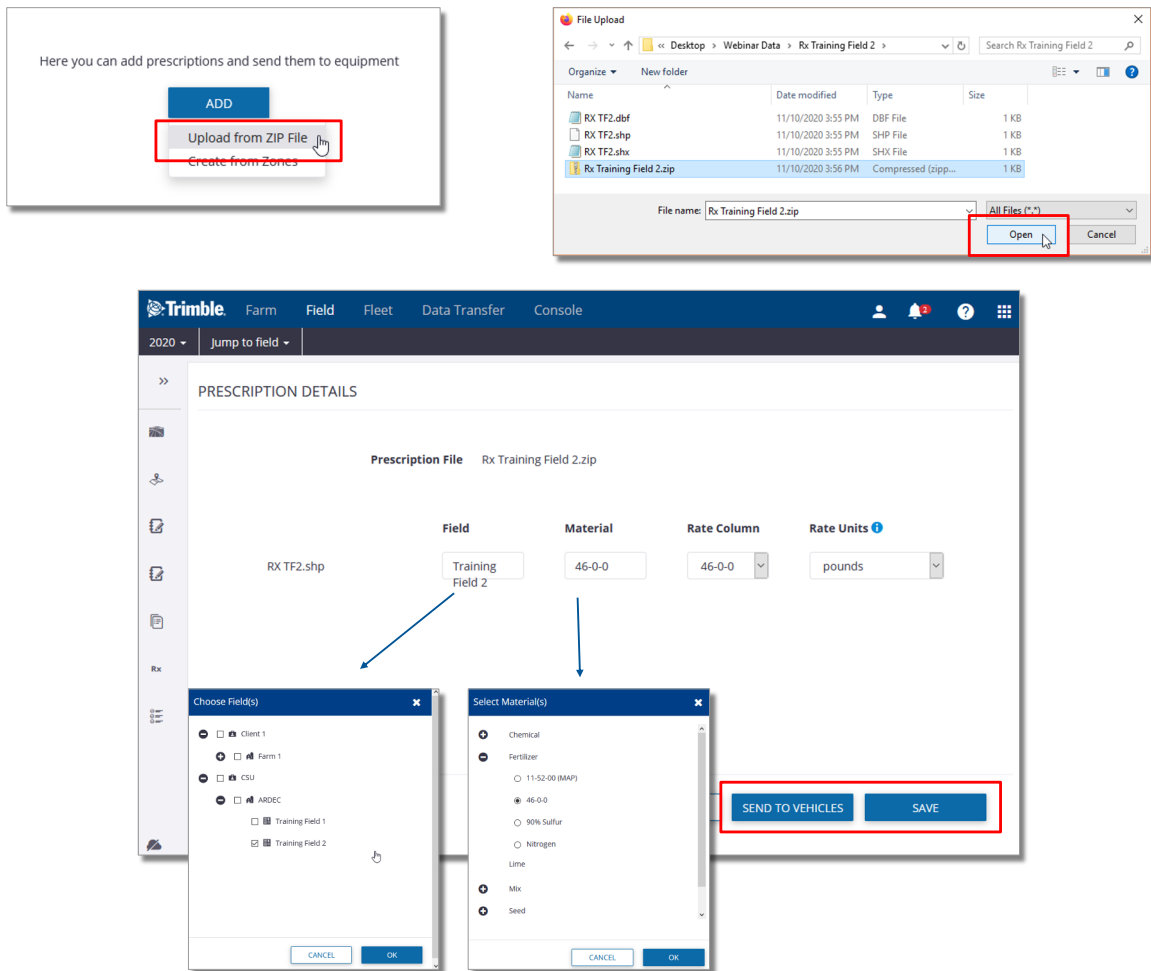 Here you can add prescriptions and send them to equipment
ADD
Upload from ZIP File
Create from Zones
File Upload
« Desktop > Webinar Data > Rx Training Field 2 >
Search Rx Training Field 2
Organize
New folder
Name Date modified Type Size
RX TF2.dbf 11/10/2020 3:55 PM DBF File 1 KB
RX TF2.shp 11/10/2020 3:55 PM SHP File 1 KB
RX TF2.shx 11/10/2020 3:55 PM SHX File 1 KB
Rx Training Field 2.zip 11/10/2020 3:56 PM Compressed (zipp... 1 KB
File name: Rx Training Field 2.zip All Files (*.*)
Open Cancel
Trimble. Farm Field Fleet Data Transfer Console 2
2020 Jump to field
PRESCRIPTION DETAILS
Prescription File Rx Training Field 2.zip
Field Material Rate Column Rate Units
RX TF2.shp Training Field 2 46-0-0 46-0-0 pounds
Rx
Choose Field(s)
Client 1
Farm 1
CSU
ARDEC
Training Field 1
Training Field 2
CANCEL OK
Select Material(s)
Chemical
Fertilizer
11-52-00 (MAP)
46-0-0
90% Sulfur
Nitrogen
Lime
Mix
Seed
CANCEL OK
SEND TO VEHICLES SAVE